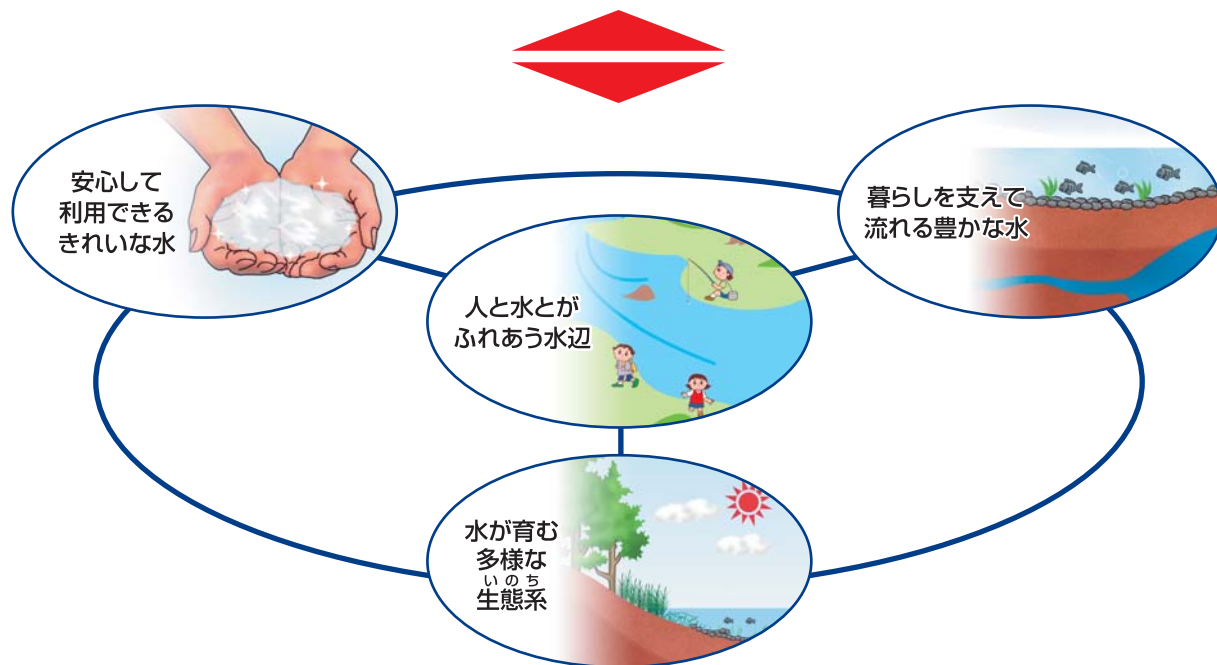 安心して
利用できる
きれいな水
暮らしを支えて
流れる豊かな水
人と水とが
ふれあう水辺
水が育む
多様な
いのち
生態系